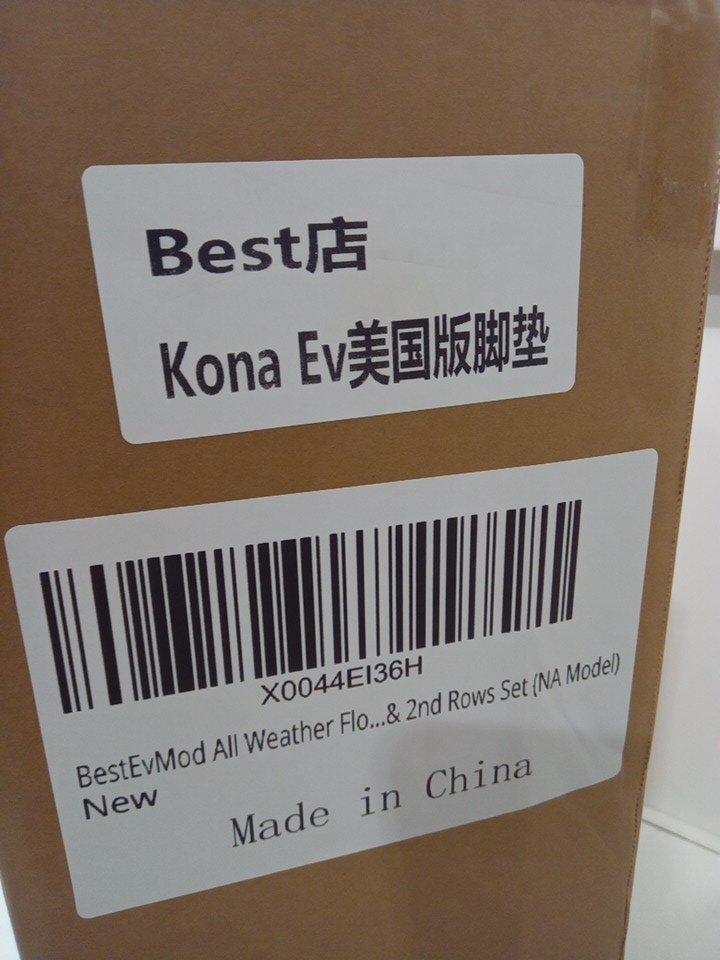 Best店
Kona Ev美国版脚垫
X0044EI36H
BestEvMod All Weather Flo...& 2nd Rows Set (NA Model)
New
Made in China